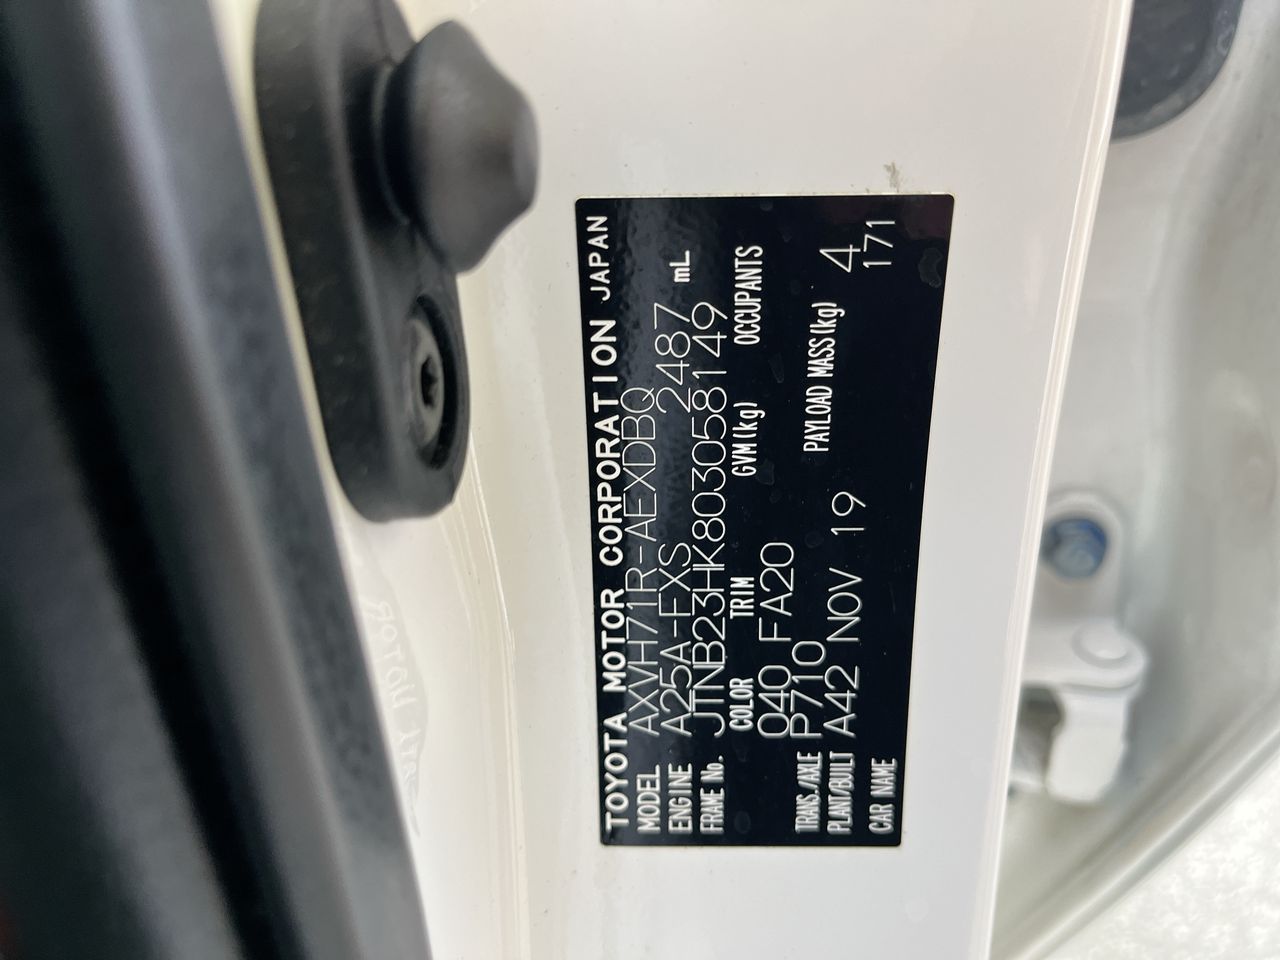 TOYOTA MOTOR CORPORATION JAPAN
MODEL AXVH71R-AEXDBQ
ENGINE A25A-FXS 2487 mL
FRAME No. JTNB23HK803058149
COLOR TRIM GVM(kg) OCCUPANTS
040 FA20
TRANS./AXLE P710 PAYLOAD MASS(kg) 4
PLANT/BUILT A42 NOV 19 171
CAR NAME